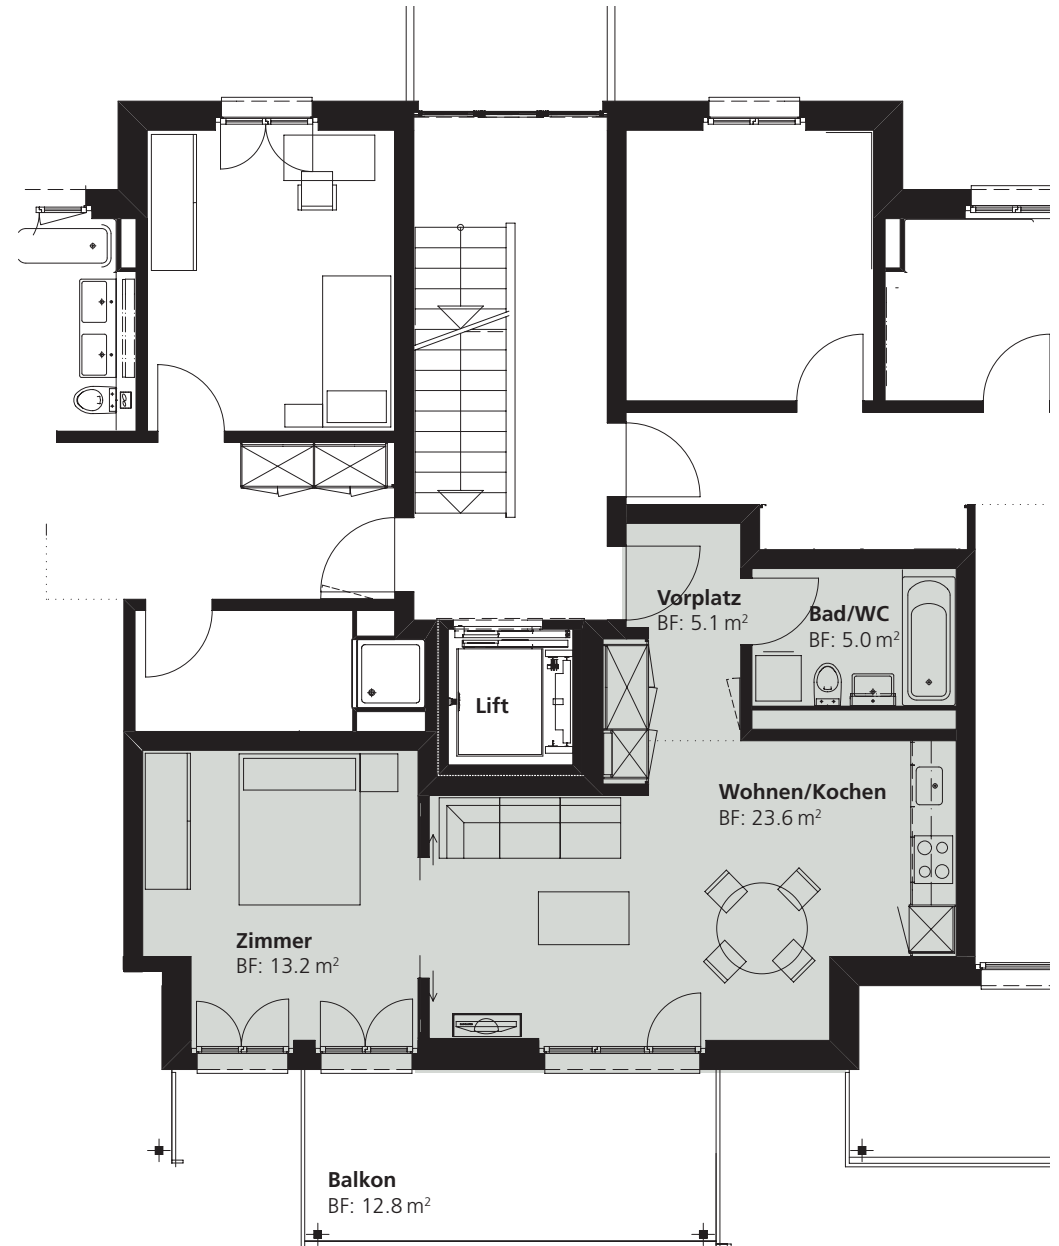 Vorplatz
BF: 5.1 m²
Bad/WC
BF: 5.0 m²
Lift
Wohnen/Kochen
BF: 23.6 m²
Zimmer
BF: 13.2 m²
Balkon
BF: 12.8 m²